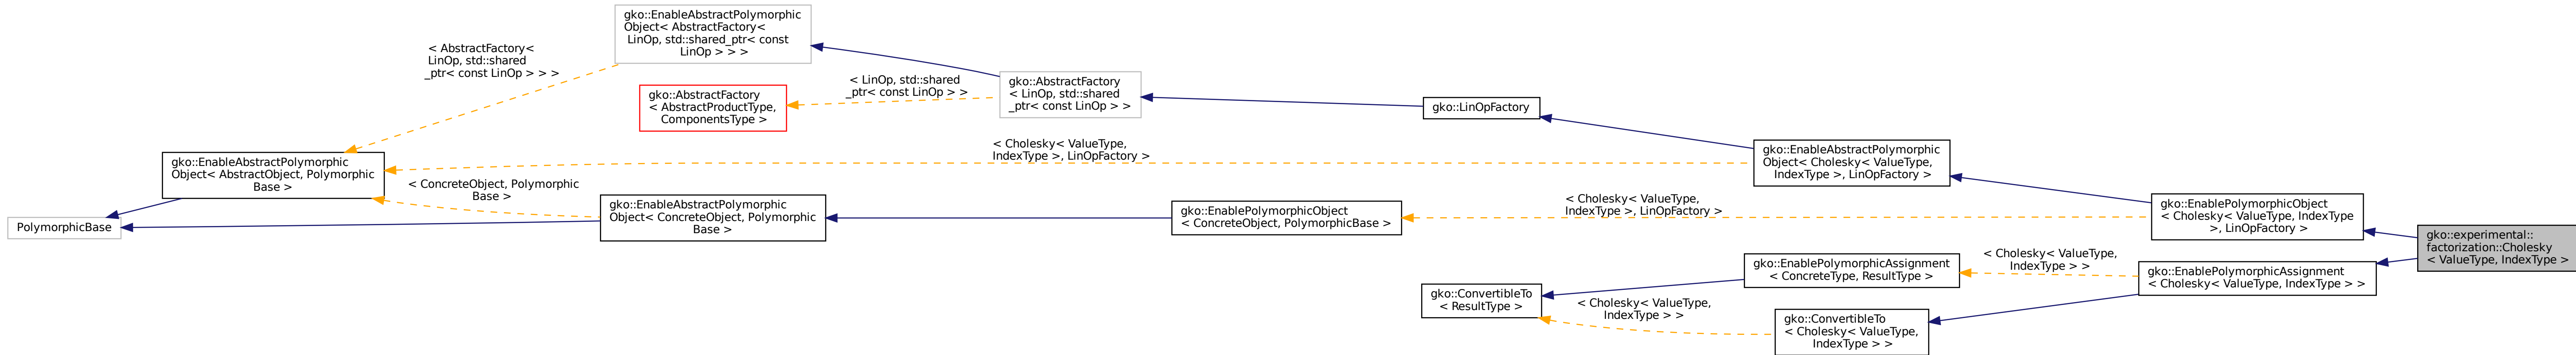 gko::EnableAbstractPolymorphic
Object< AbstractFactory<
LinOp, std::shared_ptr< const
LinOp > > >
< AbstractFactory<
LinOp, std::shared
_ptr< const LinOp > > >
gko::AbstractFactory
< AbstractProductType,
ComponentsType >
< LinOp, std::shared
_ptr< const LinOp > >
gko::AbstractFactory
< LinOp, std::shared
_ptr< const LinOp > >
gko::LinOpFactory
gko::EnableAbstractPolymorphic
Object< AbstractObject, Polymorphic
Base >
< Cholesky< ValueType,
IndexType >, LinOpFactory >
gko::EnableAbstractPolymorphic
Object< Cholesky< ValueType,
IndexType >, LinOpFactory >
< ConcreteObject, Polymorphic
Base >
PolymorphicBase
gko::EnableAbstractPolymorphic
Object< ConcreteObject, Polymorphic
Base >
gko::EnablePolymorphicObject
< ConcreteObject, PolymorphicBase >
< Cholesky< ValueType,
IndexType >, LinOpFactory >
gko::EnablePolymorphicObject
< Cholesky< ValueType, IndexType
>, LinOpFactory >
gko::experimental::
factorization::Cholesky
< ValueType, IndexType >
gko::EnablePolymorphicAssignment
< ConcreteType, ResultType >
< Cholesky< ValueType,
IndexType > >
gko::EnablePolymorphicAssignment
< Cholesky< ValueType, IndexType > >
gko::ConvertibleTo
< ResultType >
< Cholesky< ValueType,
IndexType > >
gko::ConvertibleTo
< Cholesky< ValueType,
IndexType > >